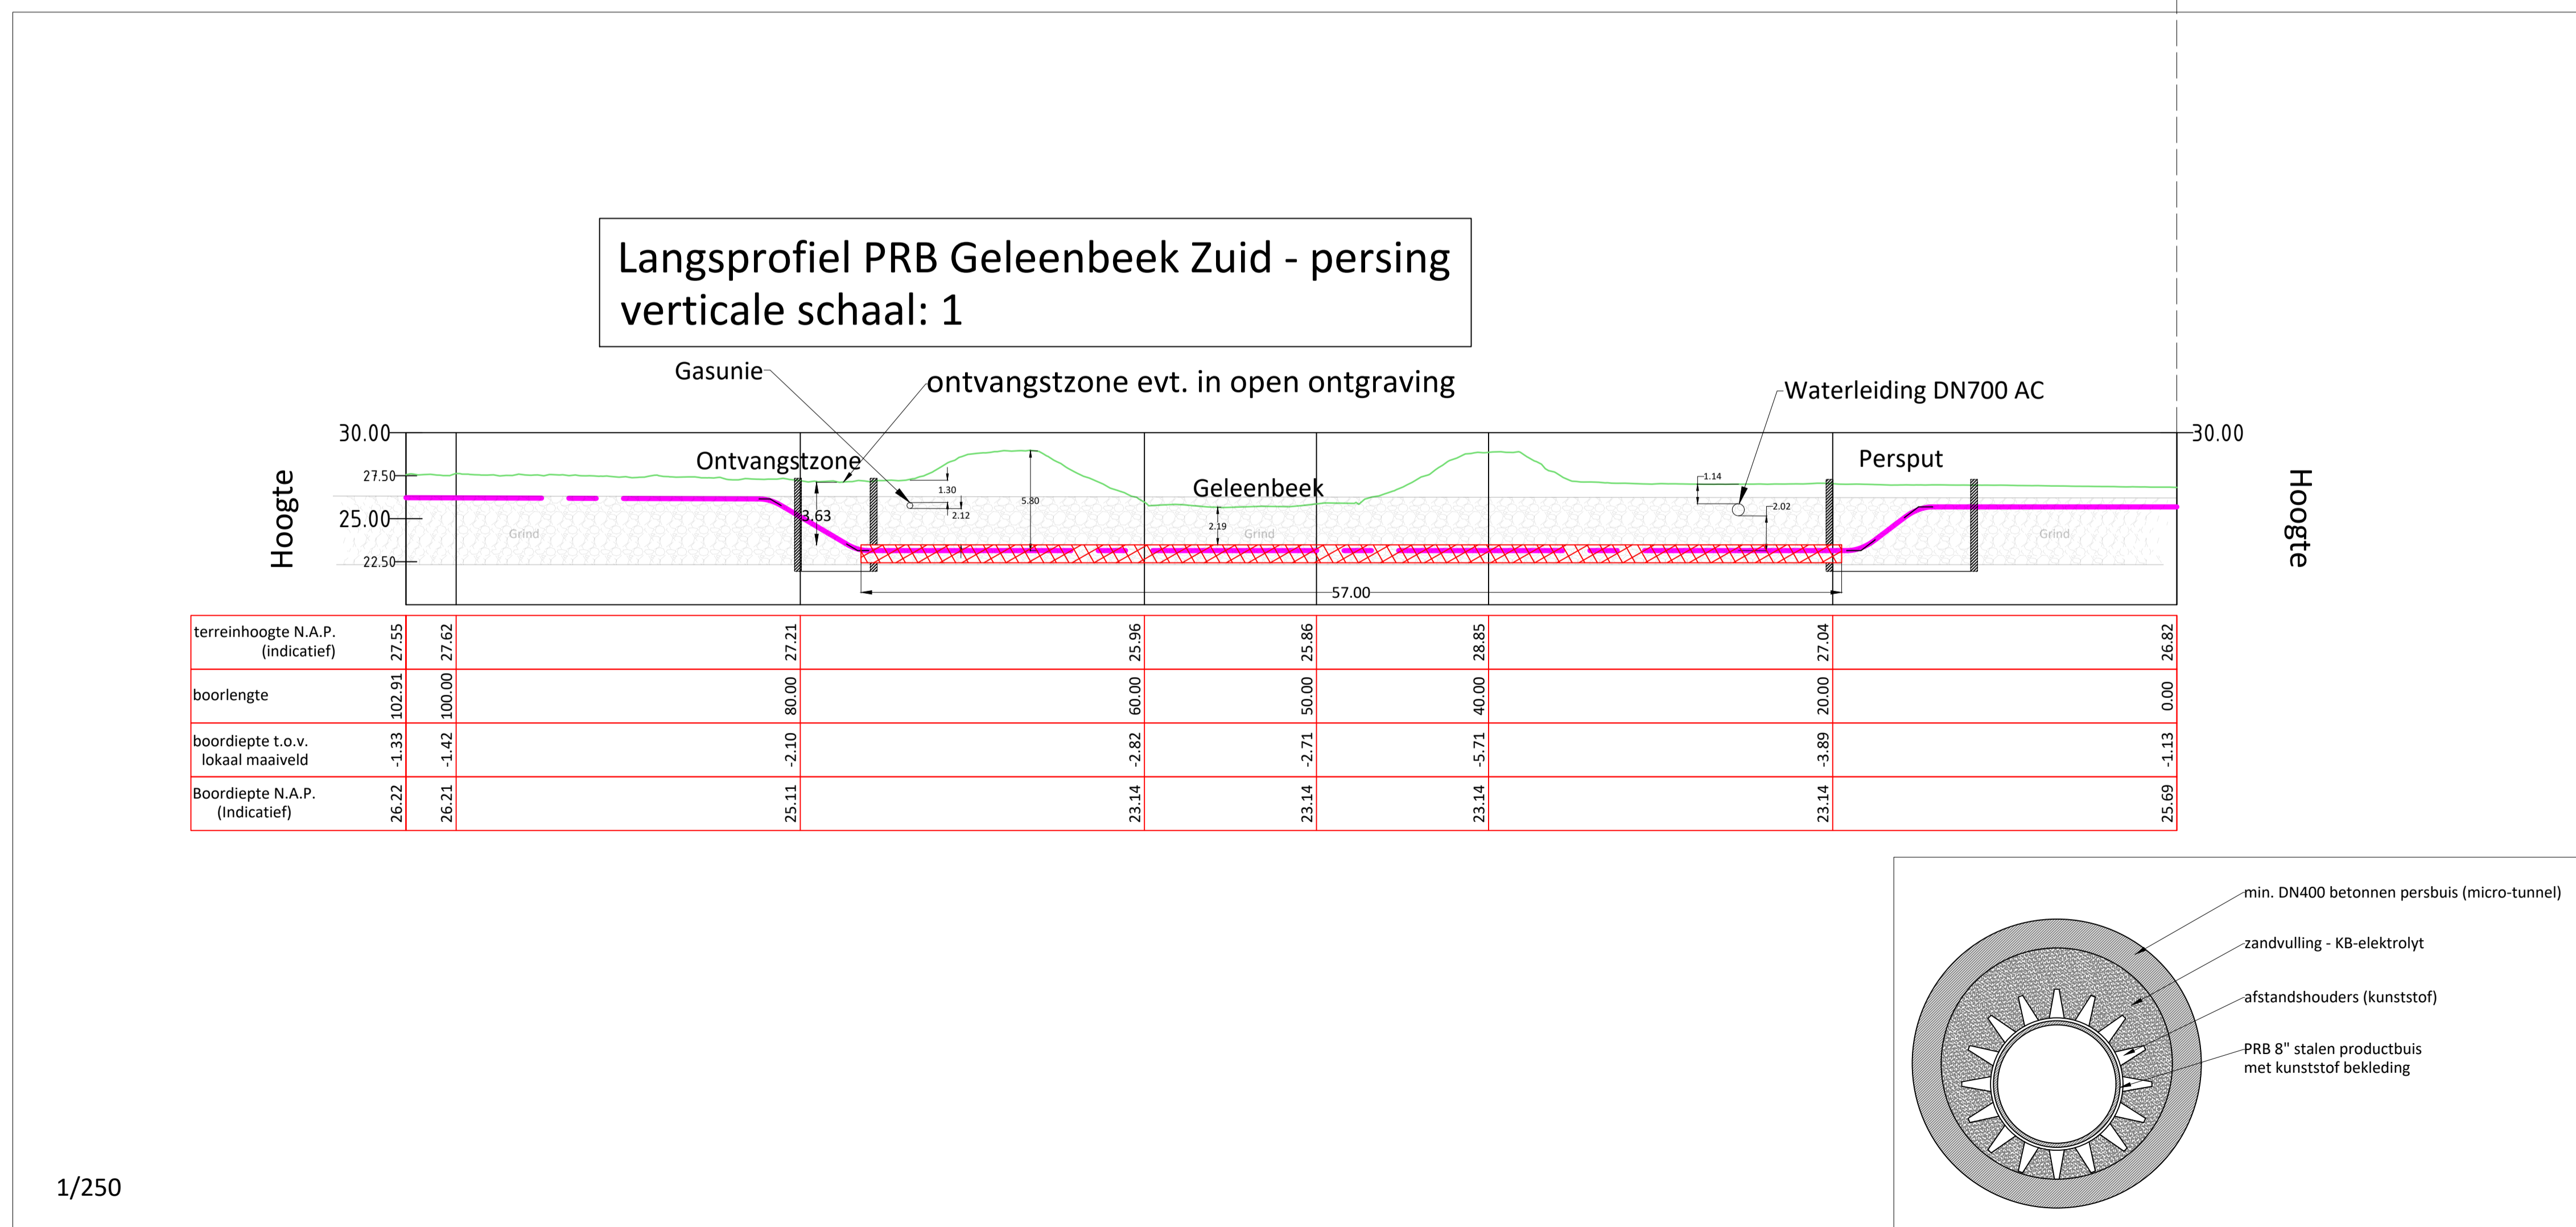 Langsprofiel PRB Geleenbeek Zuid - persing
verticale schaal: 1
Gasunie
ontvangstzone evt. in open ontgraving
Waterleiding DN700 AC
30.00
30.00
Ontvangstzone
Persput
27.50
Hoogte
Hoogte
1.14
1.30
5.80
Geleenbeek
2.02
25.00
3.63
2.12
2.19
Grind
Grind
Grind
22.50
57.00
terreinhoogte N.A.P. 27.55 27.62 27.21 25.96 25.86 28.85 27.04 26.82
(indicatief)
boorlengte 102.91 100.00 80.00 60.00 50.00 40.00 20.00 0.00
boordiepte t.o.v. -1.33 -1.42 -2.10 -2.82 -2.71 -5.71 -3.89 -1.13
lokaal maaiveld
Boordiepte N.A.P. 26.22 26.21 25.11 23.14 23.14 23.14 23.14 25.69
(Indicatief)
min. DN400 betonnen persbuis (micro-tunnel)
zandvulling - KB-elektrolyt
afstandshouders (kunststof)
PRB 8" stalen productbuis
met kunststof bekleding
1/250